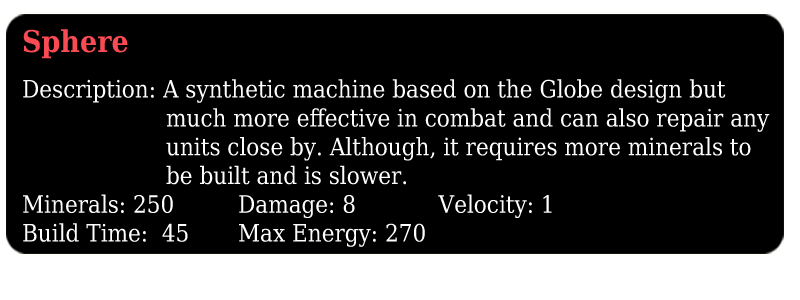 Sphere
Description: A synthetic machine based on the Globe design but
much more effective in combat and can also repair any
units close by. Although, it requires more minerals to
be built and is slower.
Minerals: 250 Damage: 8 Velocity: 1
Build Time: 45 Max Energy: 270